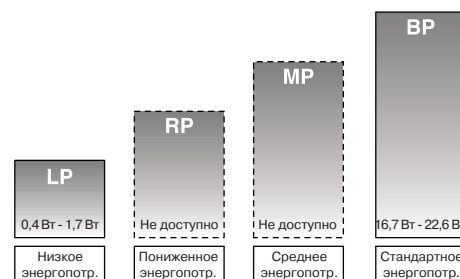 BP
MP
RP
LP
0,4 Вт - 1,7 Вт
Не доступно
Не доступно
16,7 Вт - 22,6 В
Низкое
энергопотр.
Пониженное
энергопотр.
Среднее
энергопотр.
Стандартное
энергопотр.